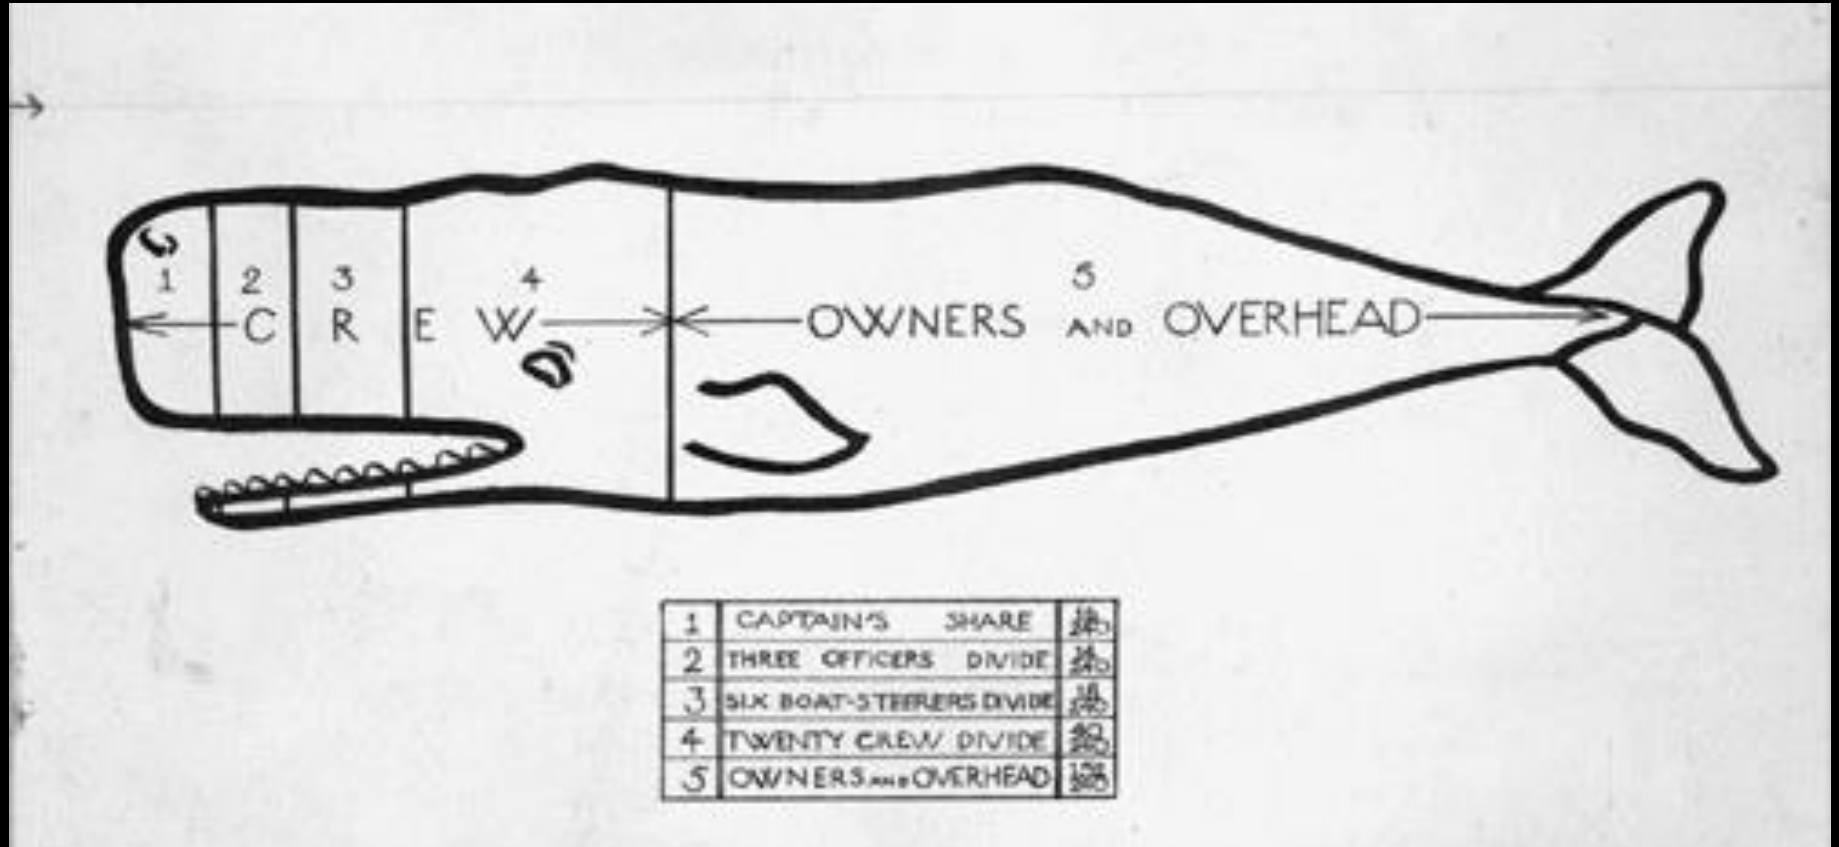 1 2 3 4 5
CREW OWNERS AND OVERHEAD
1 CAPTAIN'S SHARE
2 THREE OFFICERS DIVIDE
3 SIX BOAT-STEERERS DIVIDE
4 TWENTY CREW DIVIDE
5 OWNERS AND OVERHEAD